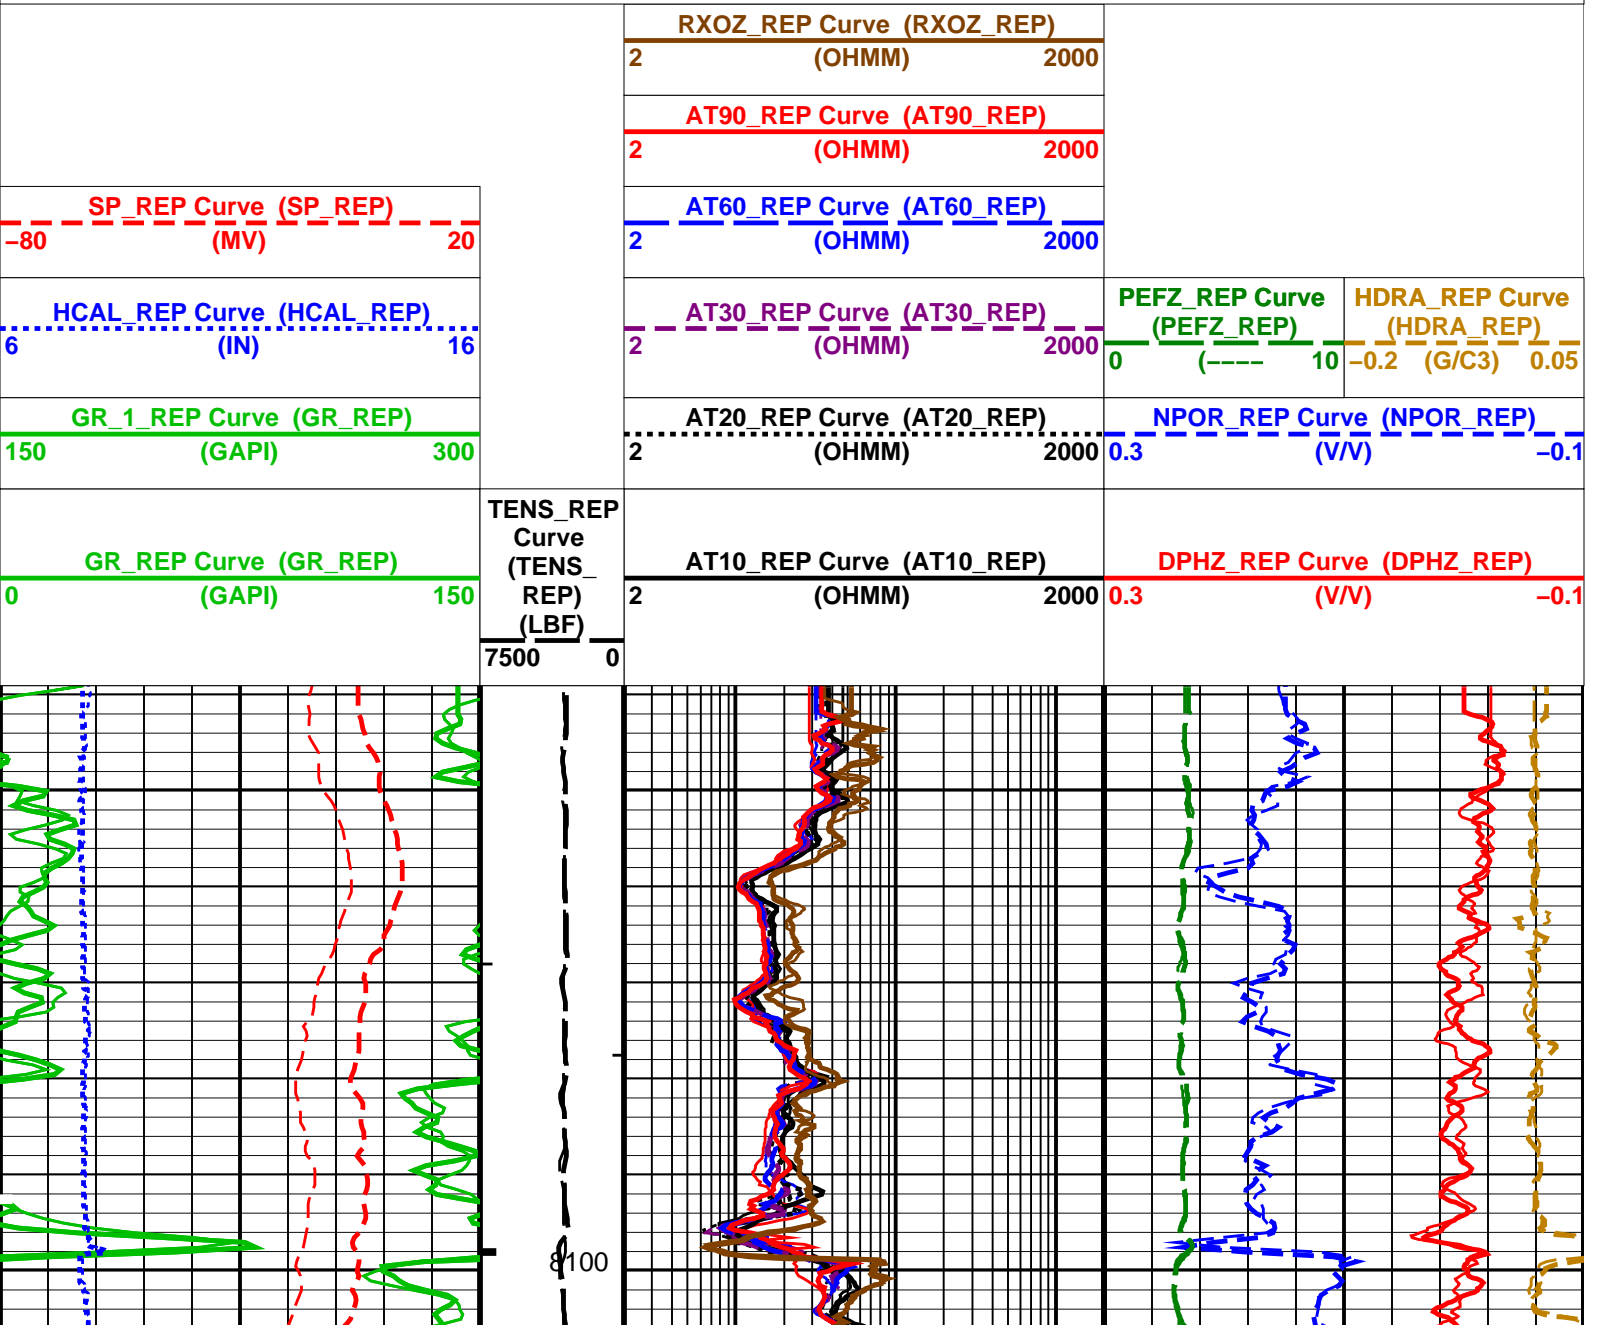 RXOZ_REP Curve (RXOZ_REP)
2 (OHMM) 2000
AT90_REP Curve (AT90_REP)
2 (OHMM) 2000
SP_REP Curve (SP_REP)
−80 (MV) 20
AT60_REP Curve (AT60_REP)
2 (OHMM) 2000
HCAL_REP Curve (HCAL_REP)
6 (IN) 16
AT30_REP Curve (AT30_REP)
2 (OHMM) 2000
PEFZ_REP Curve
(PEFZ_REP)
0 (−−−− 10
HDRA_REP Curve
(HDRA_REP)
−0.2 (G/C3) 0.05
GR_1_REP Curve (GR_REP)
150 (GAPI) 300
AT20_REP Curve (AT20_REP)
2 (OHMM) 2000
NPOR_REP Curve (NPOR_REP)
0.3 (V/V) −0.1
GR_REP Curve (GR_REP)
0 (GAPI) 150
TENS_REP
Curve
(TENS_
REP)
(LBF)
7500 0
AT10_REP Curve (AT10_REP)
2 (OHMM) 2000
DPHZ_REP Curve (DPHZ_REP)
0.3 (V/V) −0.1
8100